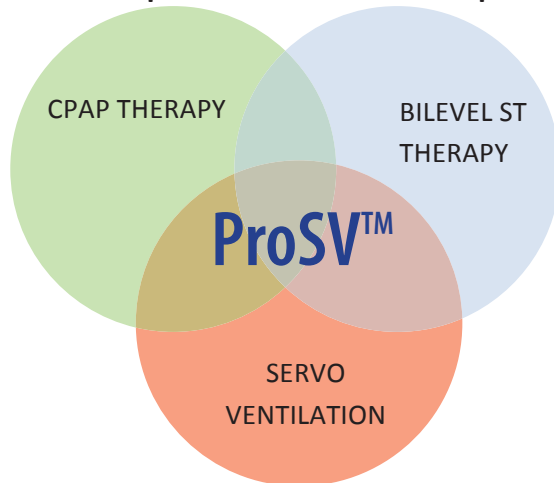 CPAP THERAPY
BILEVEL ST
THERAPY
ProSV™
SERVO
VENTILATION